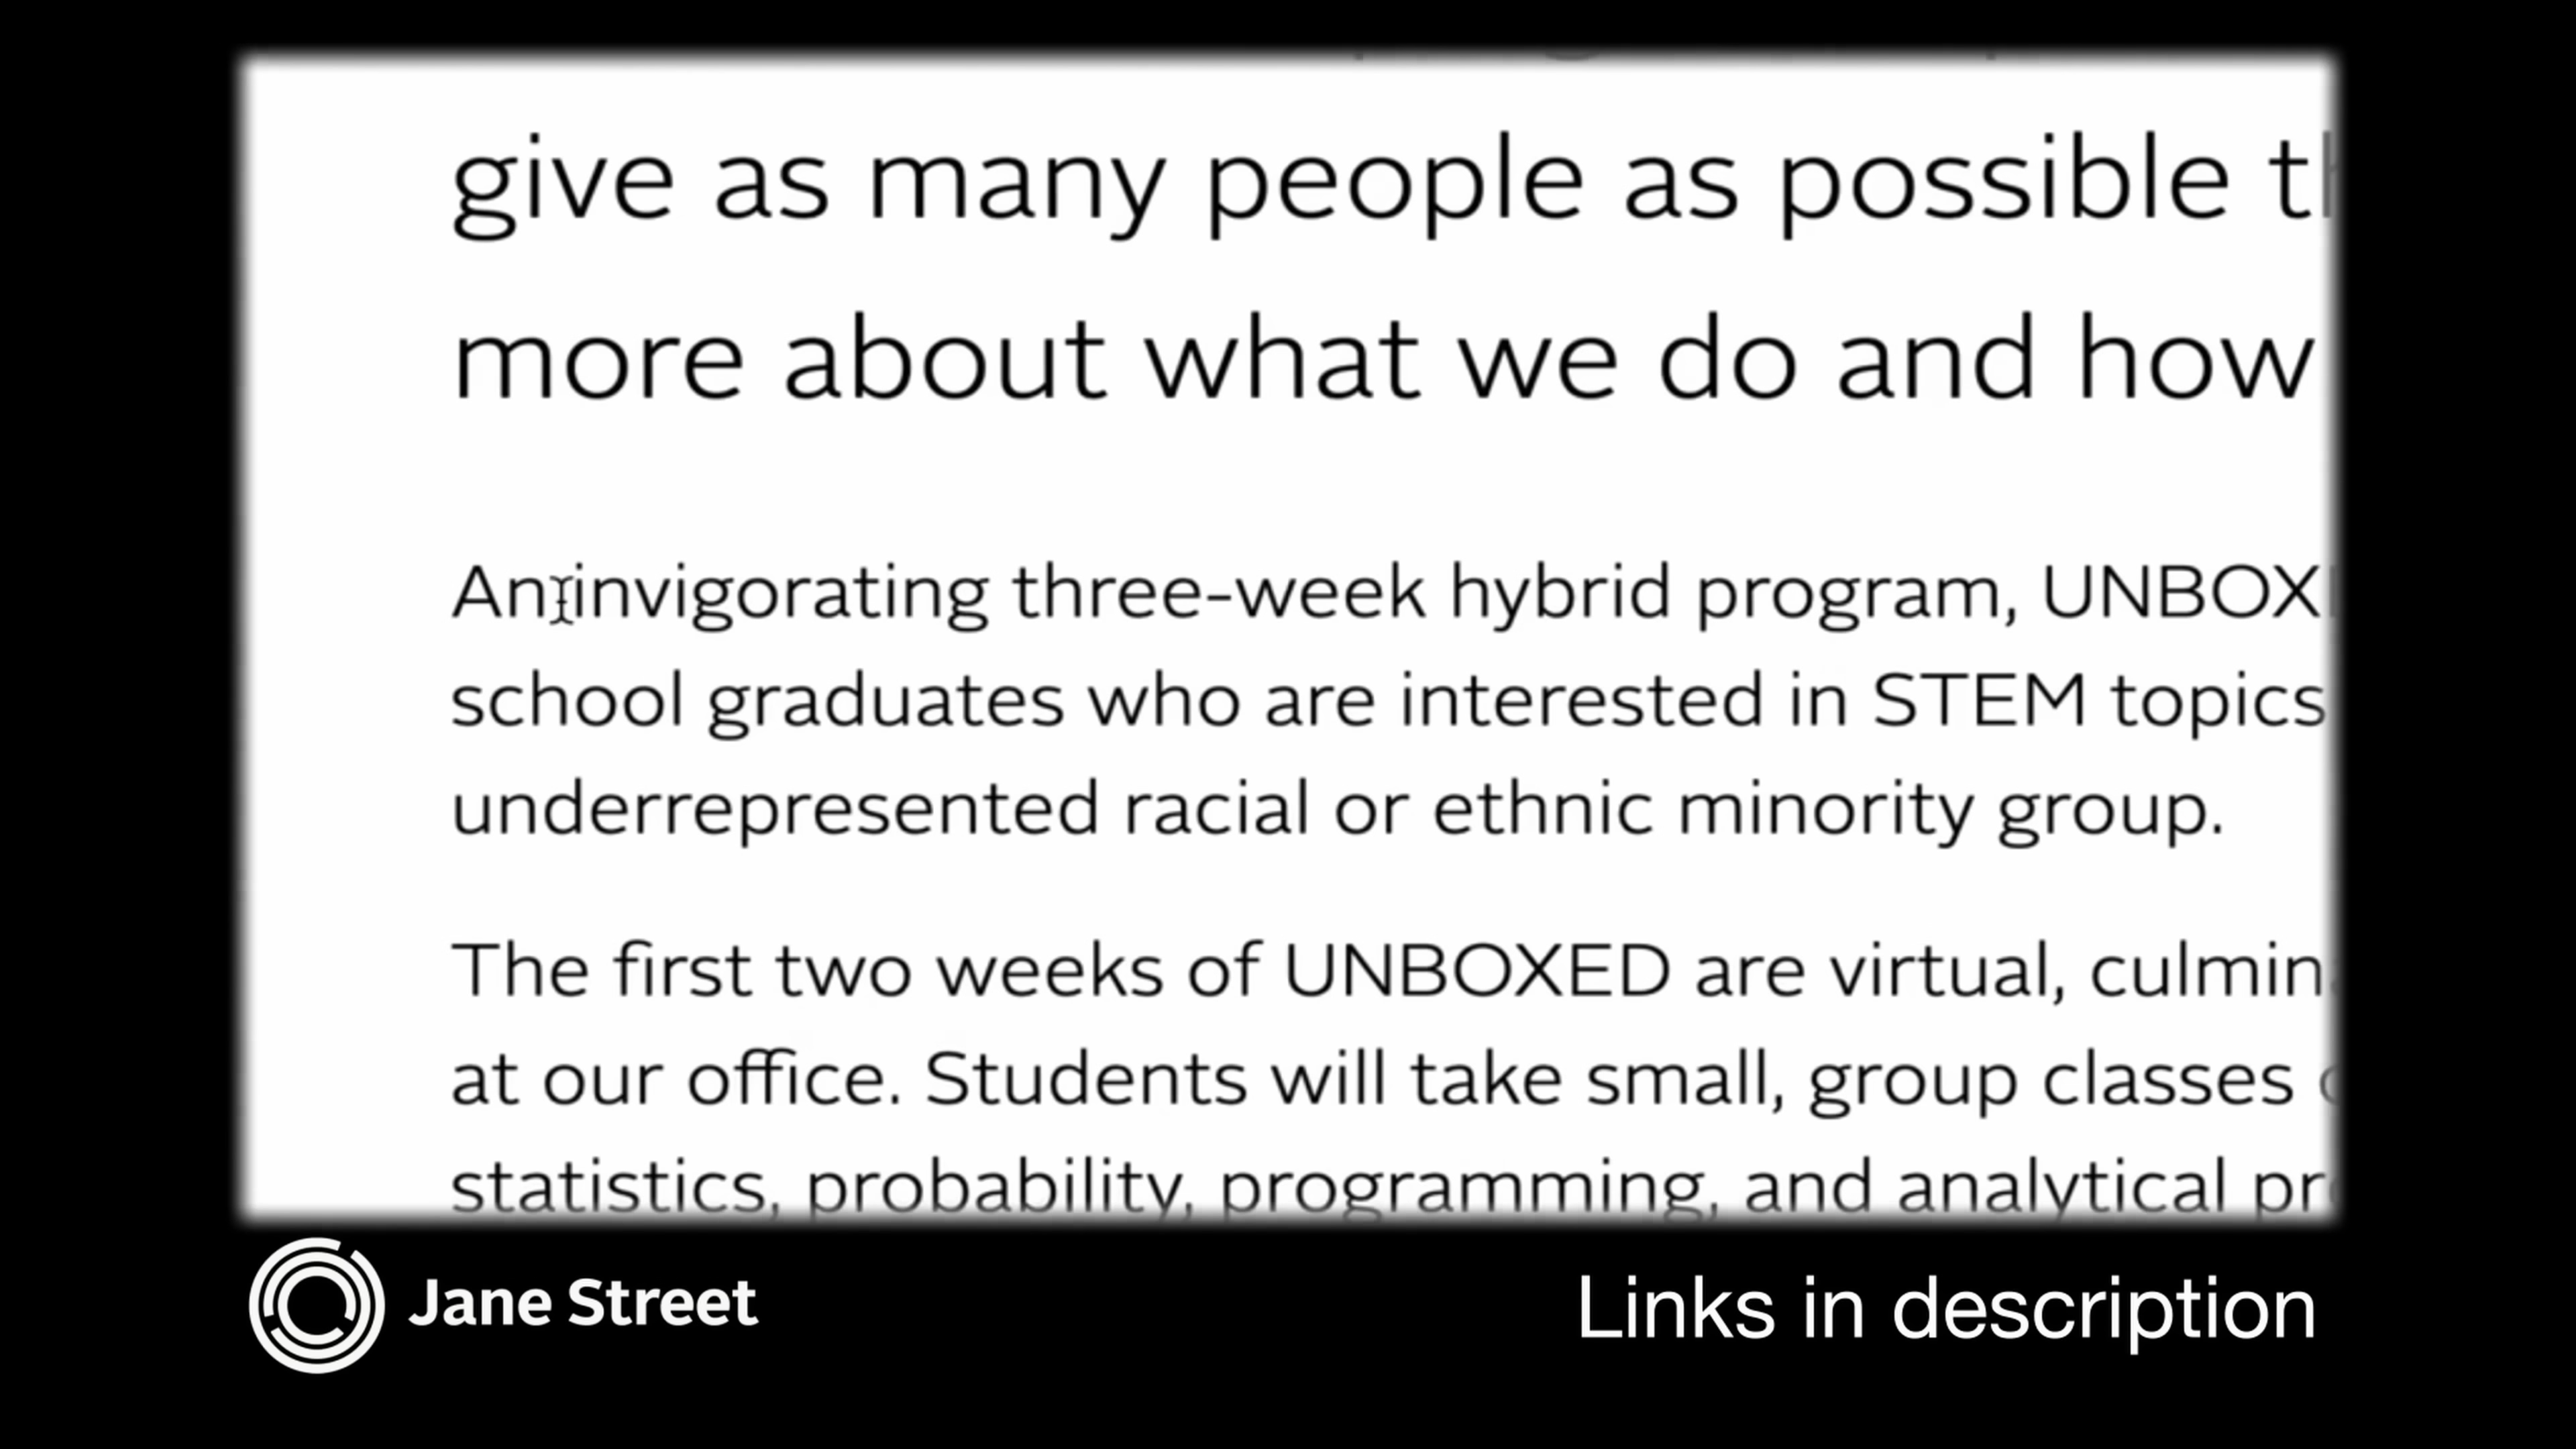 give as many people as possible
more about what we do and how
An invigorating three-week hybrid program,
school graduates who are interested in STEM topics
underrepresented racial or ethnic minority group.
The first two weeks of UNBOXED are virtual,
at our office. Students will take small, group classes
statistics, probability, programming, and analytical
Jane Street
Links in description